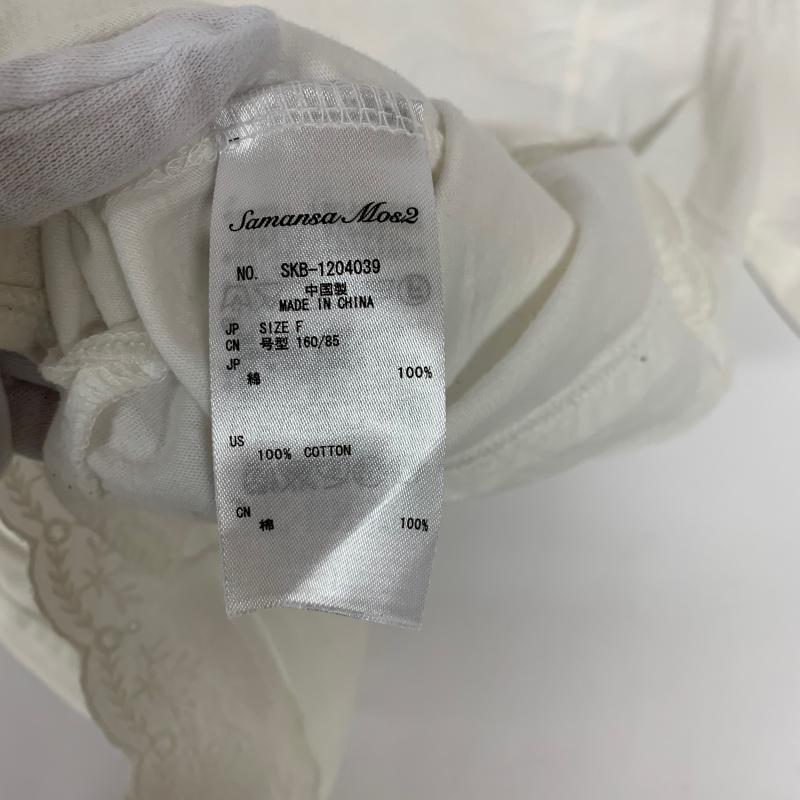 Samansa Mos2
NO. SKB-1204039
中国製
MADE IN CHINA
JP SIZE F
CN 号型 160/85
JP
綿 100%
US
100% COTTON
CN
棉 100%